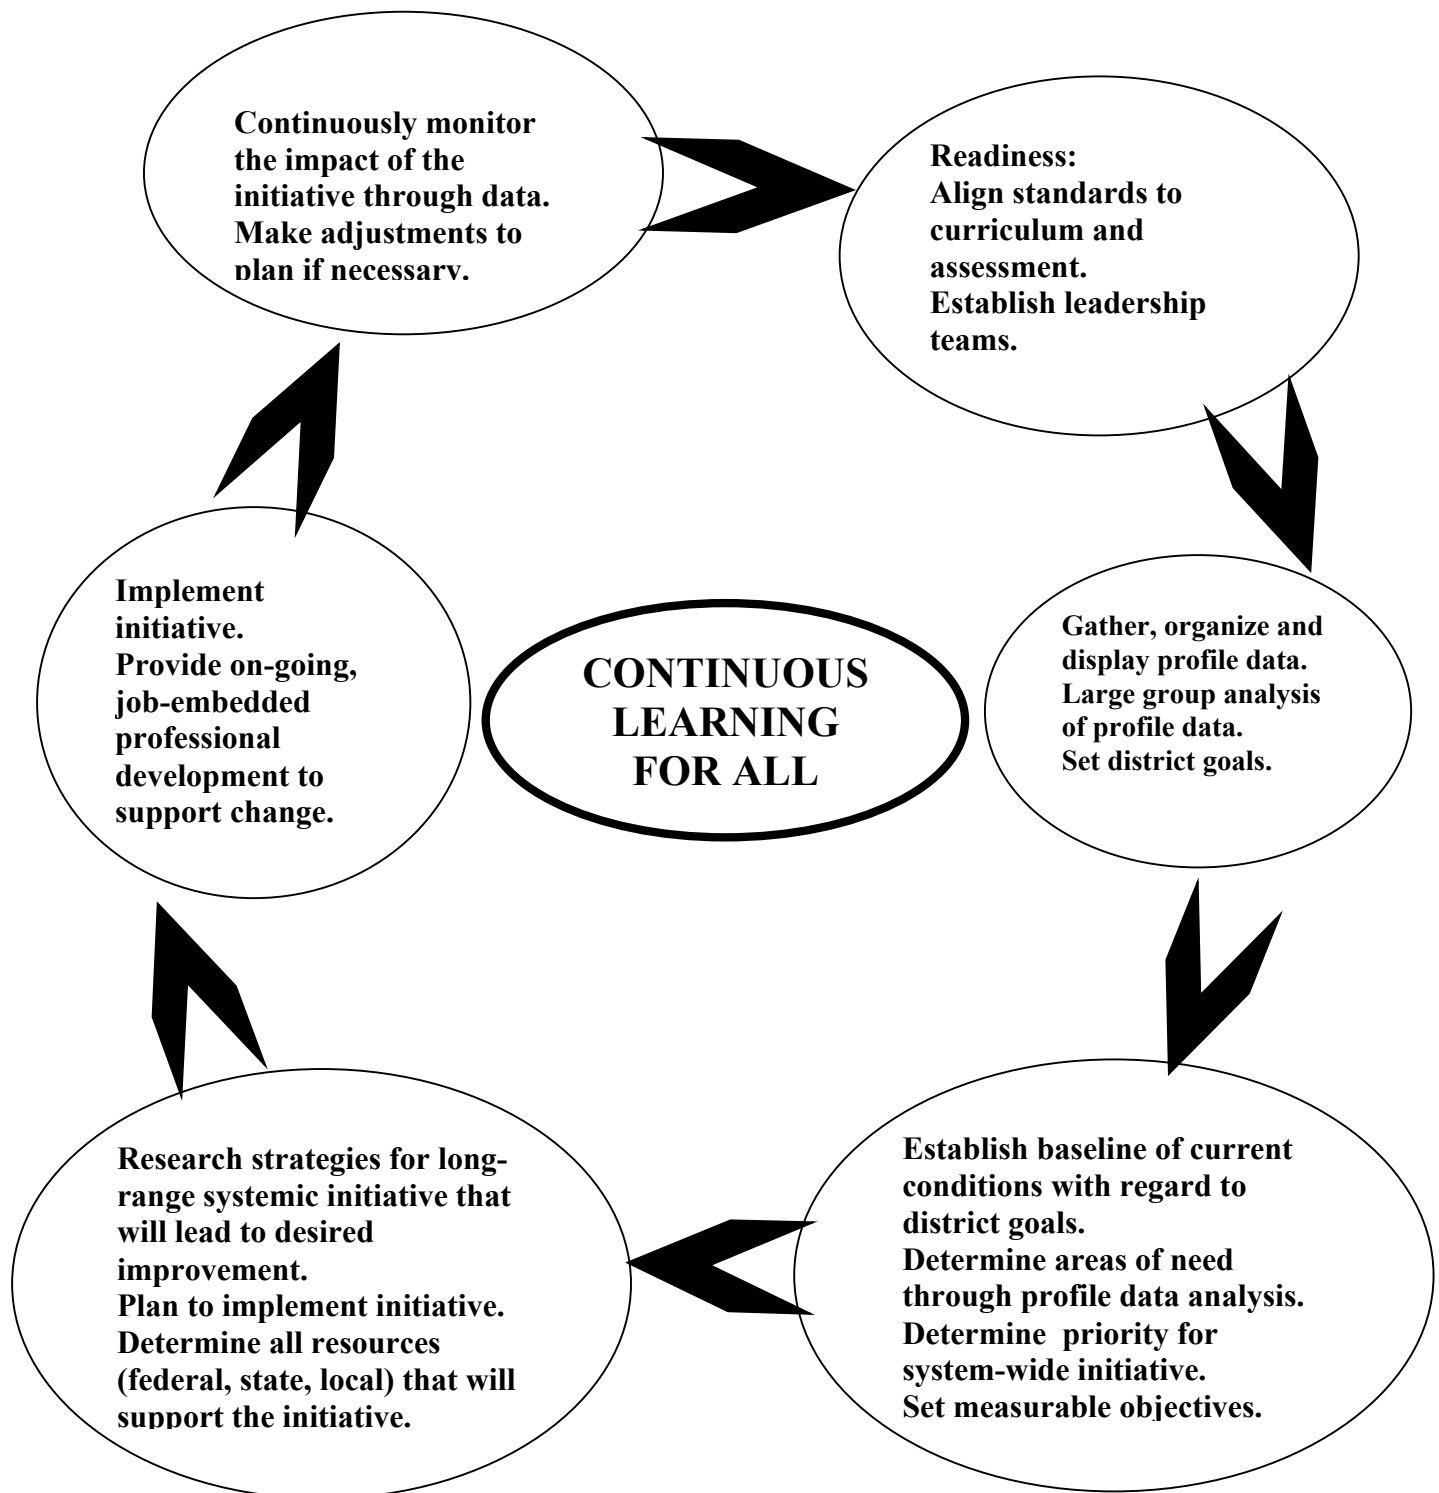 Continuously monitor
the impact of the
initiative through data.
Make adjustments to
plan if necessary.
Readiness:
Align standards to
curriculum and
assessment.
Establish leadership
teams.
Gather, organize and
display profile data.
Large group analysis
of profile data.
Set district goals.
Establish baseline of current
conditions with regard to
district goals.
Determine areas of need
through profile data analysis.
Determine priority for
system-wide initiative.
Set measurable objectives.
Research strategies for long-
range systemic initiative that
will lead to desired
improvement.
Plan to implement initiative.
Determine all resources
(federal, state, local) that will
support the initiative.
Implement
initiative.
Provide on-going,
job-embedded
professional
development to
support change.
CONTINUOUS
LEARNING
FOR ALL